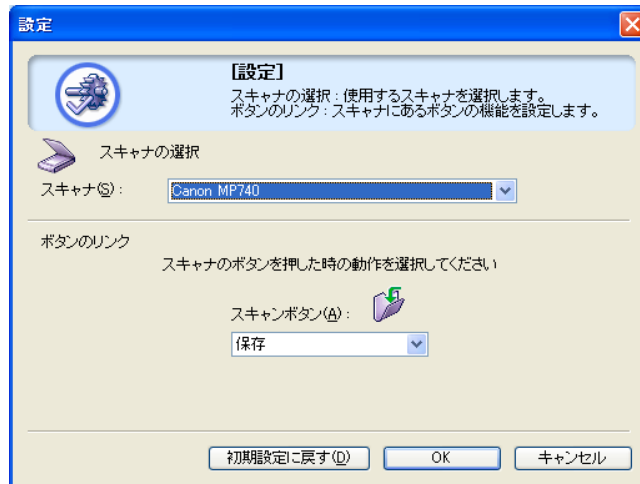 設定
[設定]
スキャナの選択：使用するスキャナを選択します。
ボタンのリンク：スキャナにあるボタンの機能を設定します。
スキャナの選択
スキャナ(S)：
Canon MP740
ボタンのリンク
スキャナのボタンを押した時の動作を選択してください
スキャンボタン(A)：
保存
初期設定に戻す(D)
OK
キャンセル